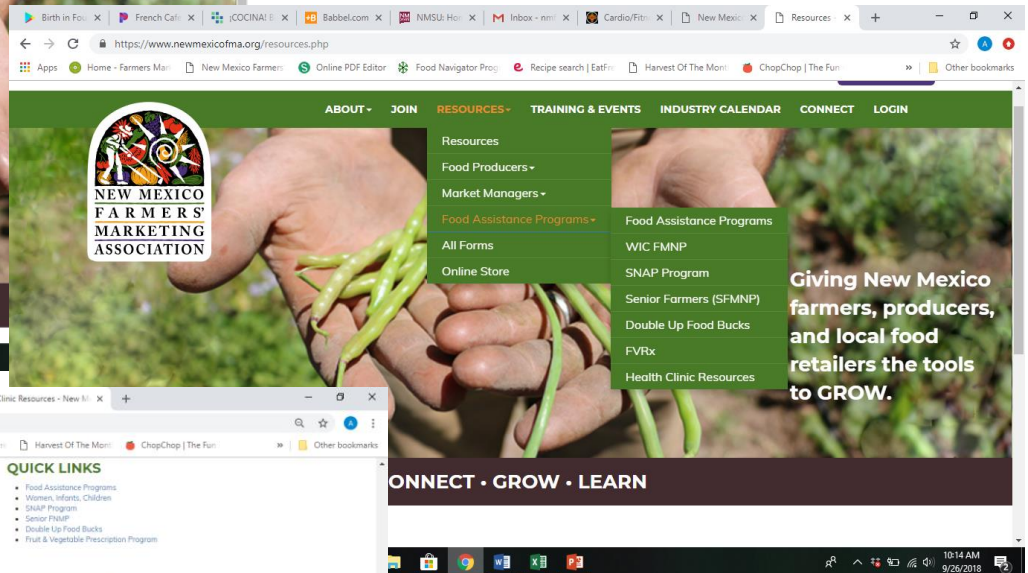 Birth in Fou
French Cafe
¡COCINA! B
Babbel.com
NMSU: Hor
Inbox - nmf
Cardio/Fitn
New Mexic
Resources -
https://www.newmexicofma.org/resources.php
Apps
Home - Farmers Mar
New Mexico Farmers
Online PDF Editor
Food Navigator Prog
Recipe search | EatFr
Harvest Of The Mont
ChopChop | The Fun
»
Other bookmarks
ABOUT
JOIN
RESOURCES
TRAINING & EVENTS
INDUSTRY CALENDAR
CONNECT
LOGIN
NEW MEXICO
FARMERS'
MARKETING
ASSOCIATION
Resources
Food Producers
Market Managers
Food Assistance Programs
All Forms
Online Store
Food Assistance Programs
WIC FMNP
SNAP Program
Senior Farmers (SFMNP)
Double Up Food Bucks
FVRx
Health Clinic Resources
Giving New Mexico
farmers, producers,
and local food
retailers the tools
to GROW.
ONNECT • GROW • LEARN
Clinic Resources - New M
Harvest Of The Mont
ChopChop | The Fun
»
Other bookmarks
QUICK LINKS
• Food Assistance Programs
• Women, Infants, Children
• SNAP Program
• Senior FNMP
• Double Up Food Bucks
• Fruit & Vegetable Prescription Program
10:14 AM
9/26/2018